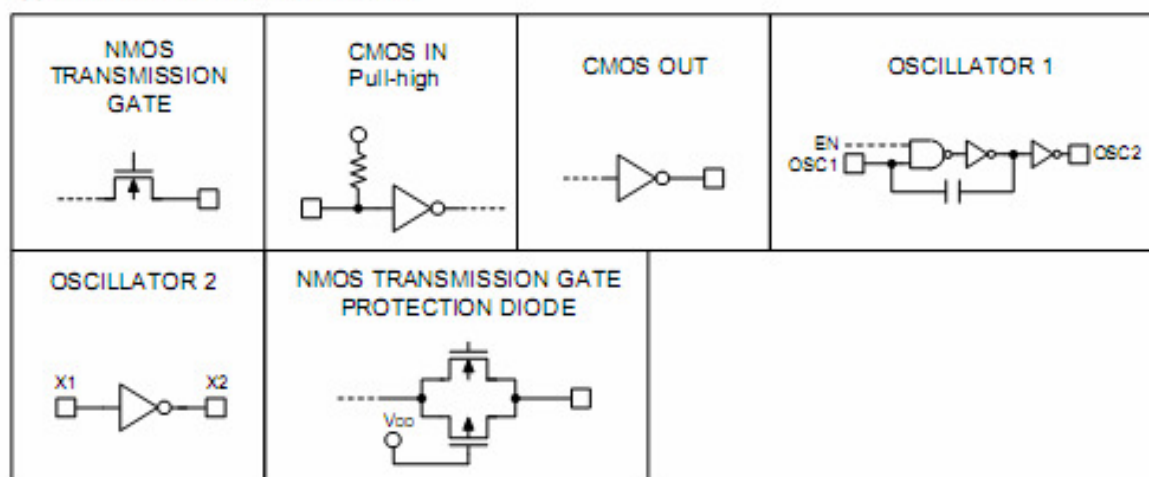 NMOS
TRANSMISSION
GATE
CMOS IN
Pull-high
CMOS OUT
OSCILLATOR 1
EN
OSC1
OSC2
OSCILLATOR 2
X1
X2
NMOS TRANSMISSION GATE
PROTECTION DIODE
VDD